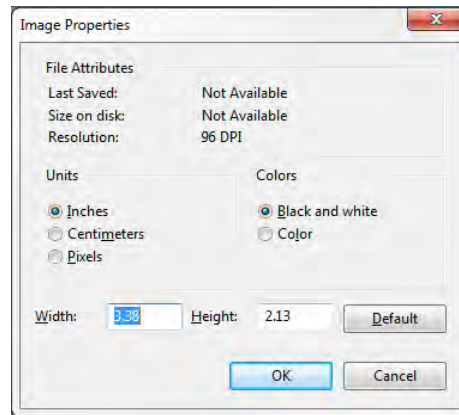 Image Properties
File Attributes
Last Saved: Not Available
Size on disk: Not Available
Resolution: 96 DPI
Units Colors
Inches Black and white
Centimeters Color
Pixels
Width: 3.38 Height: 2.13 Default
OK Cancel